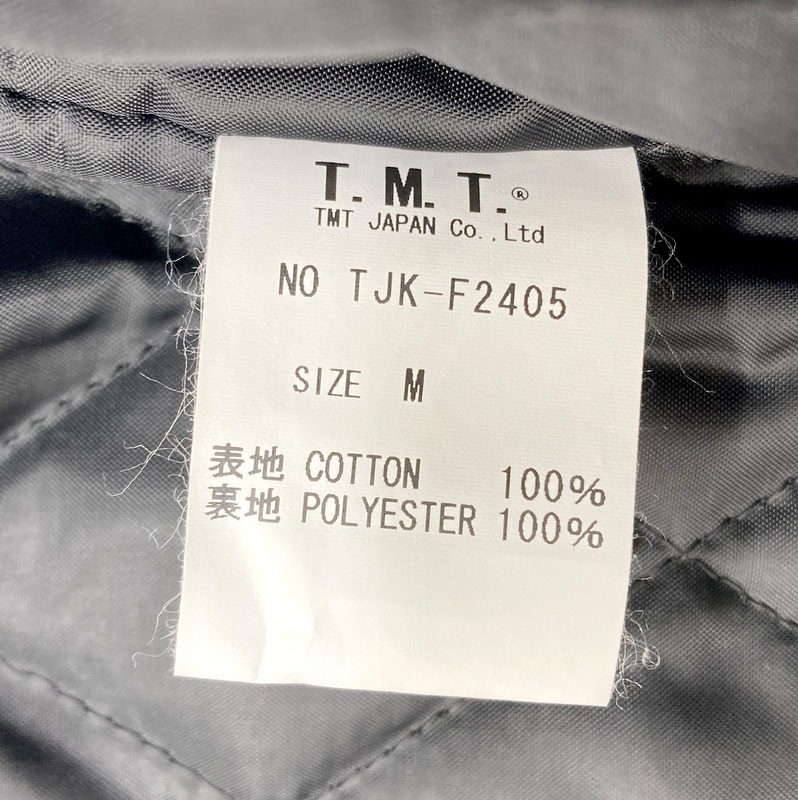 T.M.T.®
TMT JAPAN Co.,Ltd
NO TJK-F2405
SIZE M
表地 COTTON 100%
裏地 POLYESTER 100%